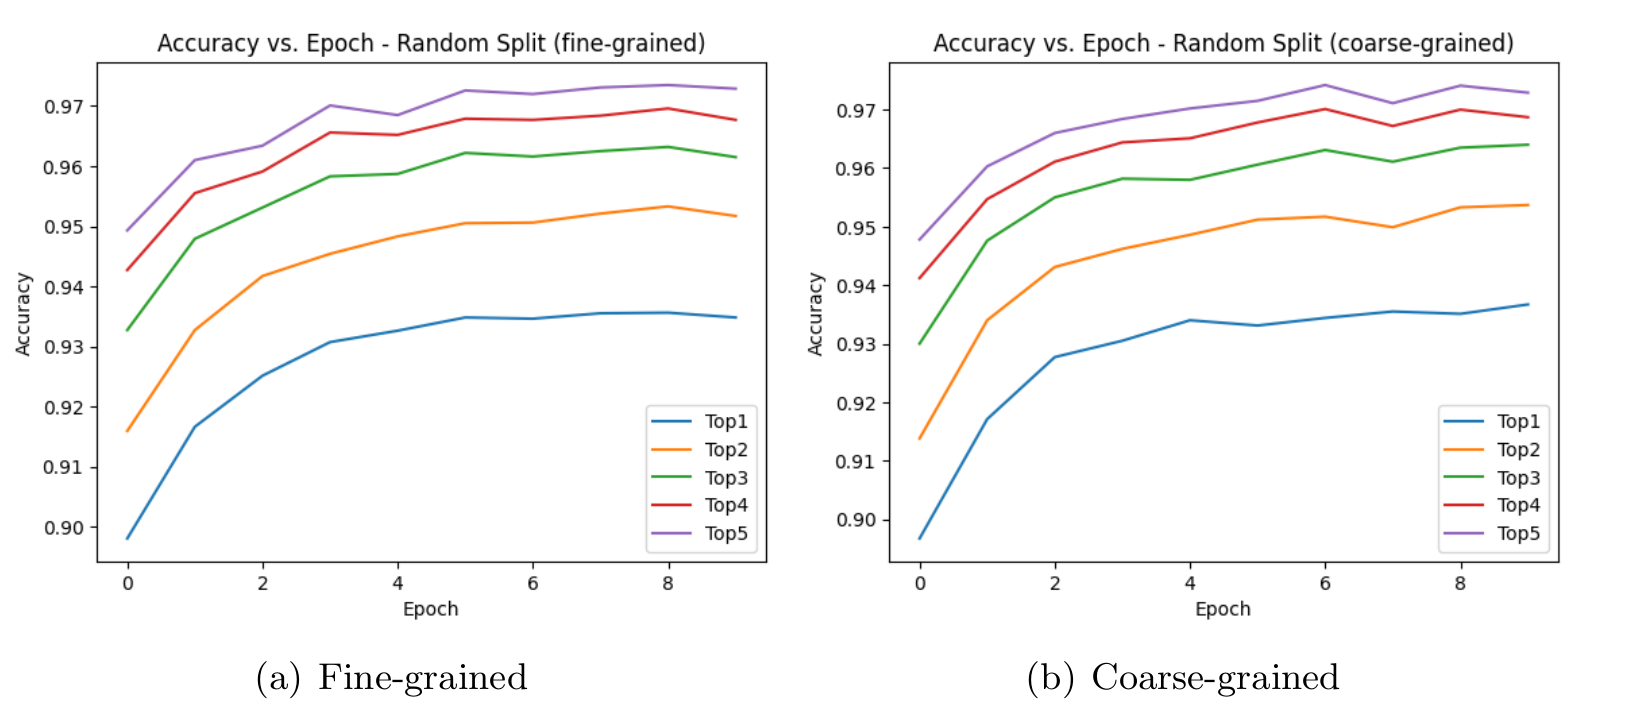 Accuracy vs. Epoch - Random Split (fine-grained)
0.97
0.96
0.95
0.94
0.93
0.92
0.91
0.90
Accuracy
0 2 4 6 8
Epoch
Top1
Top2
Top3
Top4
Top5
(a) Fine-grained
Accuracy vs. Epoch - Random Split (coarse-grained)
0.97
0.96
0.95
0.94
0.93
0.92
0.91
0.90
Accuracy
0 2 4 6 8
Epoch
Top1
Top2
Top3
Top4
Top5
(b) Coarse-grained